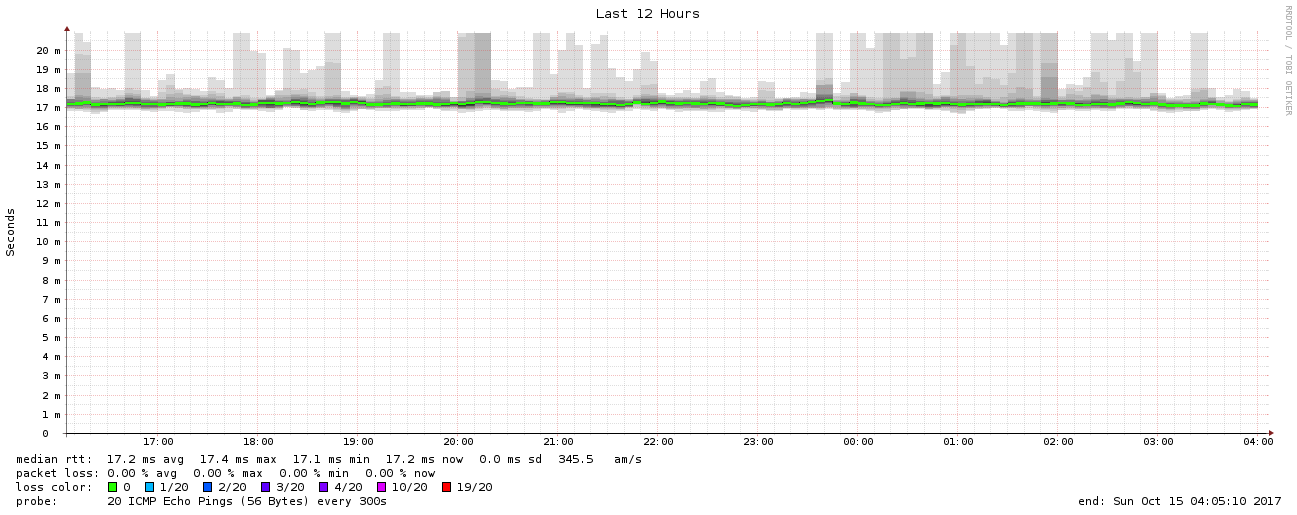 Last 12 Hours
RRDTOOL / TOBI OETIKER
Seconds
20 m
19 m
18 m
17 m
16 m
15 m
14 m
13 m
12 m
11 m
10 m
9 m
8 m
7 m
6 m
5 m
4 m
3 m
2 m
1 m
0
17:00 18:00 19:00 20:00 21:00 22:00 23:00 00:00 01:00 02:00 03:00 04:00
median rtt: 17.2 ms avg 17.4 ms max 17.1 ms min 17.2 ms now 0.0 ms sd 345.5 am/s
packet loss: 0.00 % avg 0.00 % max 0.00 % min 0.00 % now
loss color: 0 1/20 2/20 3/20 4/20 10/20 19/20
probe: 20 ICMP Echo Pings (56 Bytes) every 300s end: Sun Oct 15 04:05:10 2017